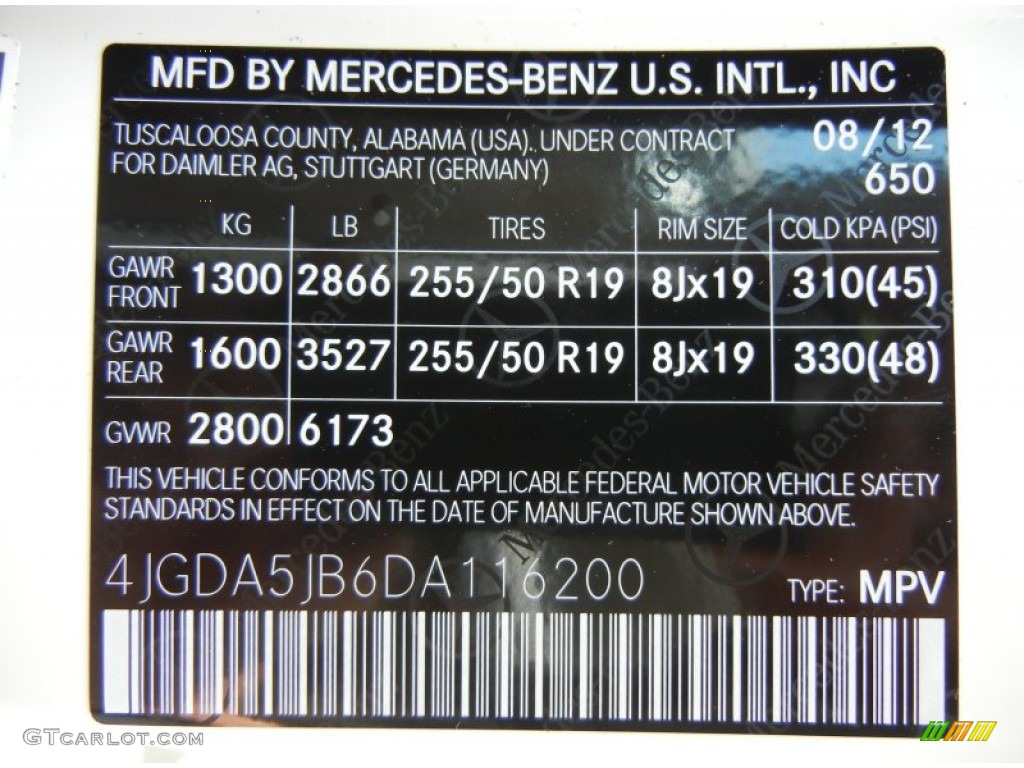 MFD BY MERCEDES-BENZ U.S. INTL., INC
TUSCALOOSA COUNTY, ALABAMA (USA). UNDER CONTRACT 08/12
FOR DAIMLER AG, STUTTGART (GERMANY) 650
KG LB TIRES RIM SIZE COLD KPA (PSI)
GAWR FRONT 1300 2866 255/50 R19 8Jx19 310(45)
GAWR REAR 1600 3527 255/50 R19 8Jx19 330(48)
GVWR 2800 6173
THIS VEHICLE CONFORMS TO ALL APPLICABLE FEDERAL MOTOR VEHICLE SAFETY
STANDARDS IN EFFECT ON THE DATE OF MANUFACTURE SHOWN ABOVE.
4JGDA5JB6DA116200 TYPE: MPV
GTCarlot.com